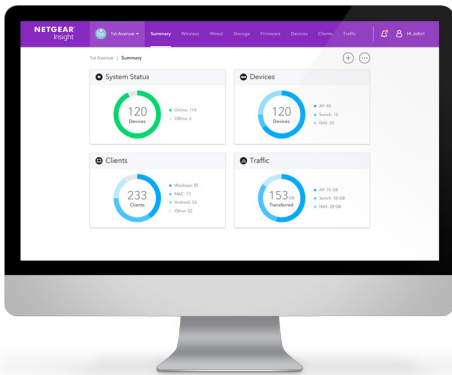 NETGEAR
Insight
1st Avenue
Summary
Wireless
Wired
Storage
Firmware
Devices
Clients
Traffic
Hi John!
1st Avenue | Summary
System Status
120
Devices
Online: 114
Offline: 6
Devices
120
Devices
AP: 80
Switch: 15
NAS: 25
Clients
233
Clients
Windows: 85
MAC: 73
Android: 53
Other: 22
Traffic
153 GB
Transferred
AP: 75 GB
Switch: 50 GB
NAS: 28 GB